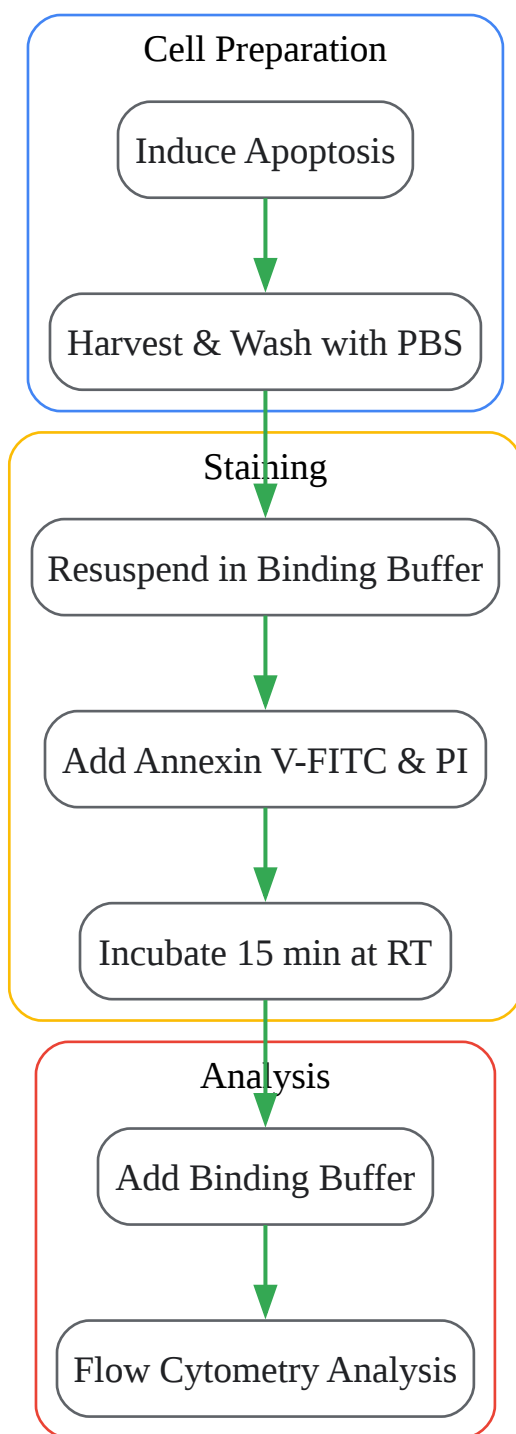 Cell Preparation
Induce Apoptosis
Harvest & Wash with PBS
Staining
Resuspend in Binding Buffer
Add Annexin V-FITC & PI
Incubate 15 min at RT
Analysis
Add Binding Buffer
Flow Cytometry Analysis